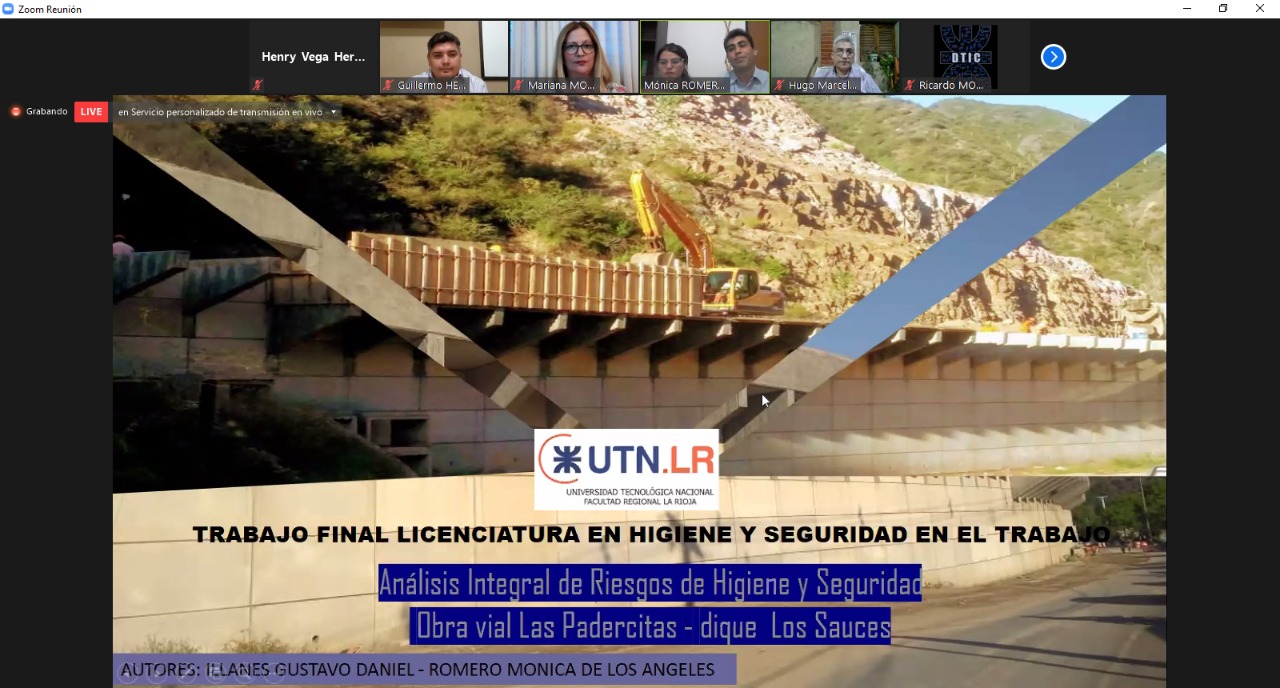 Zoom Reunión
Henry Vega Her...
Guillermo HE...
Mariana MO...
Mónica ROMER...
Hugo Marcel...
DTIC
Ricardo MO...
Grabando
LIVE
en Servicio personalizado de transmisión en vivo
UTN.LR
UNIVERSIDAD TECNOLÓGICA NACIONAL
FACULTAD REGIONAL LA RIOJA
TRABAJO FINAL LICENCIATURA EN HIGIENE Y SEGURIDAD EN EL TRABAJO
Análisis Integral de Riesgos de Higiene y Seguridad
Obra vial Las Padercitas - dique Los Sauces
AUTORES: ILLANES GUSTAVO DANIEL - ROMERO MONICA DE LOS ANGELES